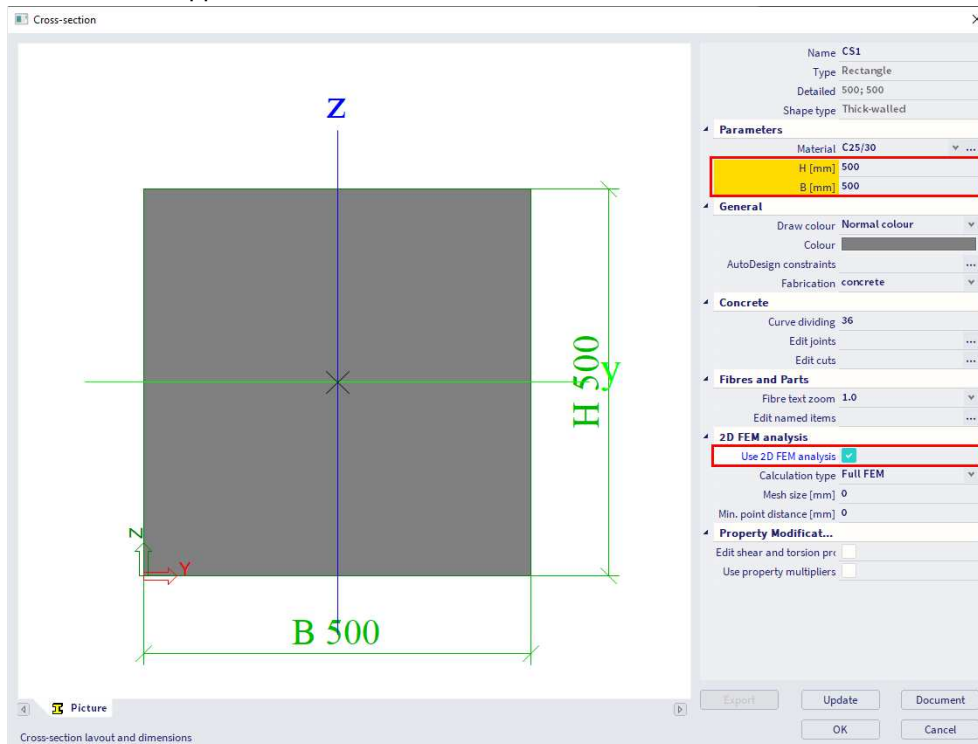 Cross-section
Name CS1
Type Rectangle
Detailed 500; 500
Shape type Thick-walled
Parameters
Material C25/30 ...
H [mm] 500
B [mm] 500
General
Draw colour Normal colour
Colour
AutoDesign constraints ...
Fabrication concrete
Concrete
Curve dividing 36
Edit joints ...
Edit cuts ...
Fibres and Parts
Fibre text zoom 1.0
Edit named items ...
2D FEM analysis
Use 2D FEM analysis
Calculation type Full FEM
Mesh size [mm] 0
Min. point distance [mm] 0
Property Modificat...
Edit shear and torsion pr
Use property multipliers
z
y
H 500
Z
Y
B 500
Picture
Export Update Document
OK Cancel
Cross-section layout and dimensions